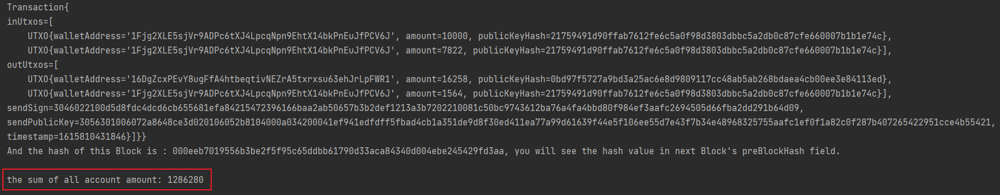 Transaction{
inUtxos=[
UTXO{walletAddress='1Fjg2XLE5sjVr9ADPc6tXJ4LpcqNpn9EhtX14bkPnEuJfPCV6J', amount=10000, publicKeyHash=21759491d90ffab7612fe6c5a0f98d3803dbbc5a2db0c87cfe660007b1b1e74c},
UTXO{walletAddress='1Fjg2XLE5sjVr9ADPc6tXJ4LpcqNpn9EhtX14bkPnEuJfPCV6J', amount=7822, publicKeyHash=21759491d90ffab7612fe6c5a0f98d3803dbbc5a2db0c87cfe660007b1b1e74c}],
outUtxos=[
UTXO{walletAddress='16DgZcxPEvY8ugFfA4htbeqtivNEZrA5txrxsu63ehJrLpFWR1', amount=16258, publicKeyHash=0bd97f5727a9bd3a25ac6e8d9809117cc48ab5ab268bdaea4cb00ee3e84113ed},
UTXO{walletAddress='1Fjg2XLE5sjVr9ADPc6tXJ4LpcqNpn9EhtX14bkPnEuJfPCV6J', amount=1564, publicKeyHash=21759491d90ffab7612fe6c5a0f98d3803dbbc5a2db0c87cfe660007b1b1e74c}],
sendSign=3046022100d5d8fdc4dcd6cb655681efa84215472396166baa2ab50657b3b2def1213a3b7202210081c50bc9743612ba76a4fa4bbd80f984ef3aafc2694505d66fba2dd291b64d09,
sendPublicKey=3056301006072a8648ce3d020106052b8104000a034200041ef941edfdff5fbad4cb1a351de9d8f30ed411ea77a99d61639f44e5f106ee55d7e43f7b34e48968325755aafc1ef0f1a82c0f287b407265422951cce4b55421,
timestamp=1615810431846}]}}
And the hash of this Block is : 000eeb7019556b3be2f5f95c65ddbb61790d33aca84340d004ebe245429fd3aa, you will see the hash value in next Block's preBlockHash field.
the sum of all account amount: 1286280